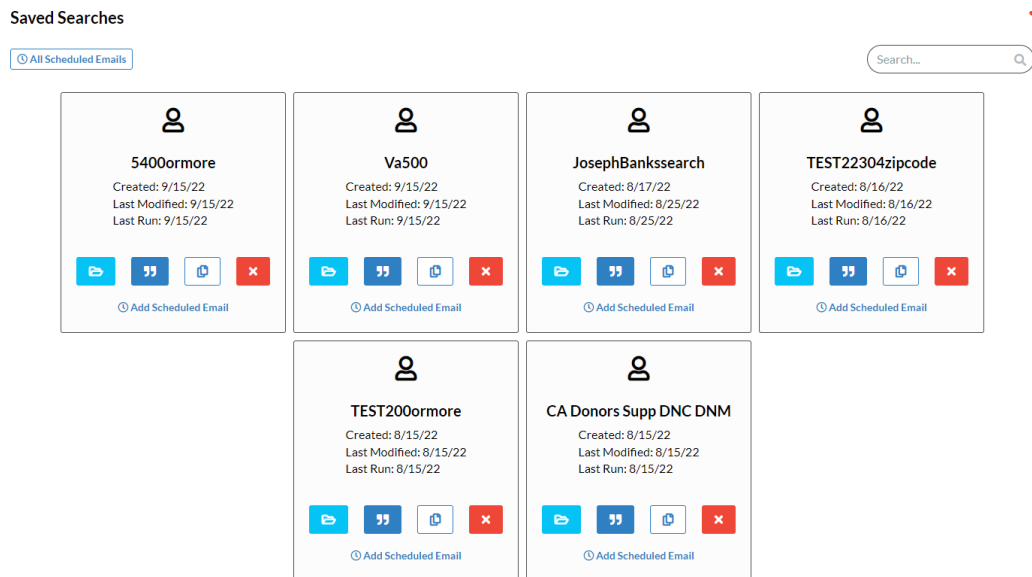 Saved Searches
All Scheduled Emails
Search...
5400ormore
Created: 9/15/22
Last Modified: 9/15/22
Last Run: 9/15/22
Add Scheduled Email
Va500
Created: 9/15/22
Last Modified: 9/15/22
Last Run: 9/15/22
Add Scheduled Email
JosephBankssearch
Created: 8/17/22
Last Modified: 8/25/22
Last Run: 8/25/22
Add Scheduled Email
TEST22304zipcode
Created: 8/16/22
Last Modified: 8/16/22
Last Run: 8/16/22
Add Scheduled Email
TEST200ormore
Created: 8/15/22
Last Modified: 8/15/22
Last Run: 8/15/22
Add Scheduled Email
CA Donors Supp DNC DNM
Created: 8/15/22
Last Modified: 8/15/22
Last Run: 8/15/22
Add Scheduled Email